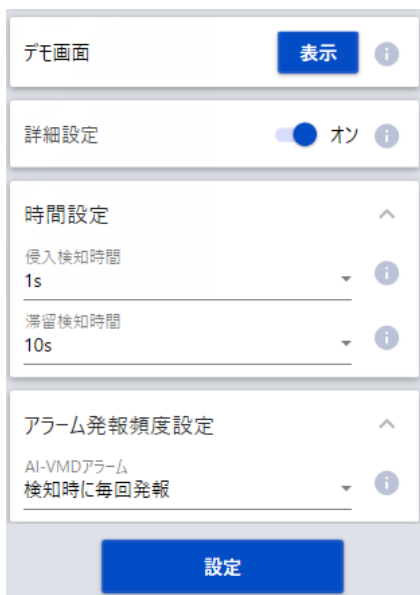 デモ画面
表示
詳細設定
オン
時間設定
侵入検知時間
1s
滞留検知時間
10s
アラーム発報頻度設定
AI-VMDアラーム
検知時に毎回発報
設定